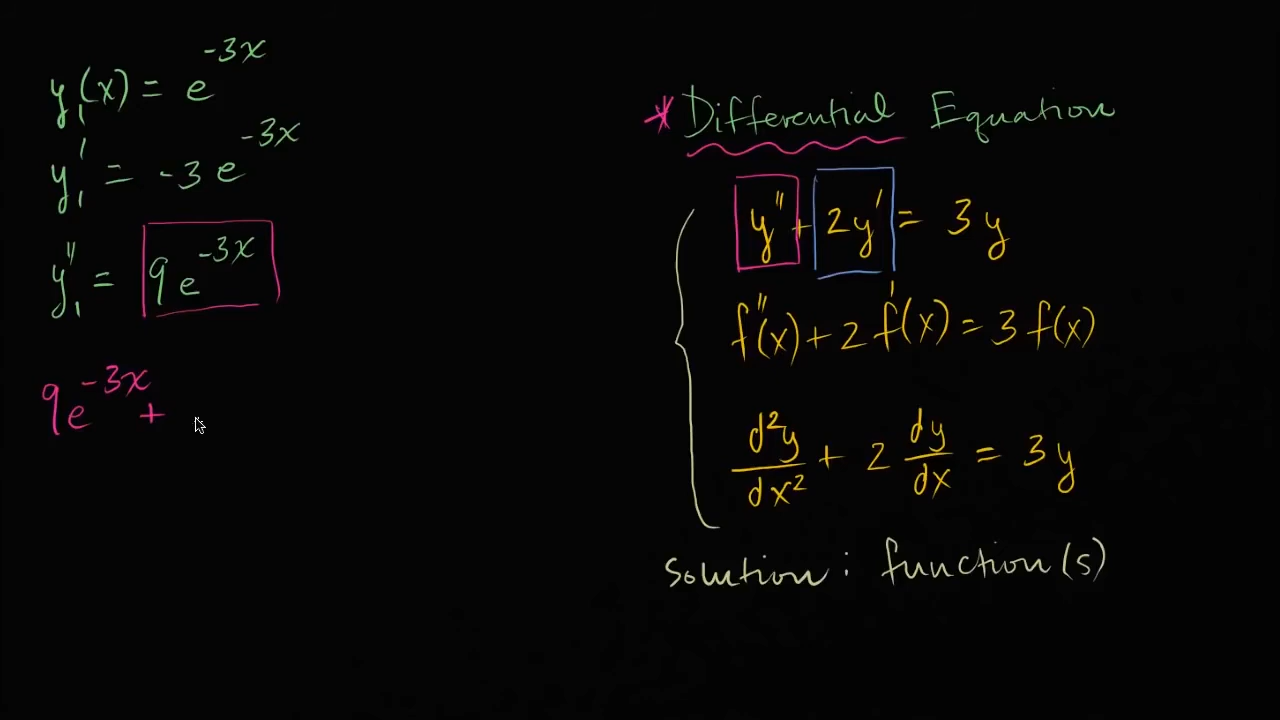 y₁(x) = e^{-3x}
y₁' = -3e^{-3x}
y₁'' = 9e^{-3x}
9e^{-3x} +
* Differential Equation
y'' + 2y' = 3y
f''(x) + 2f'(x) = 3f(x)
d²y/dx² + 2 dy/dx = 3y
solution: function(s)